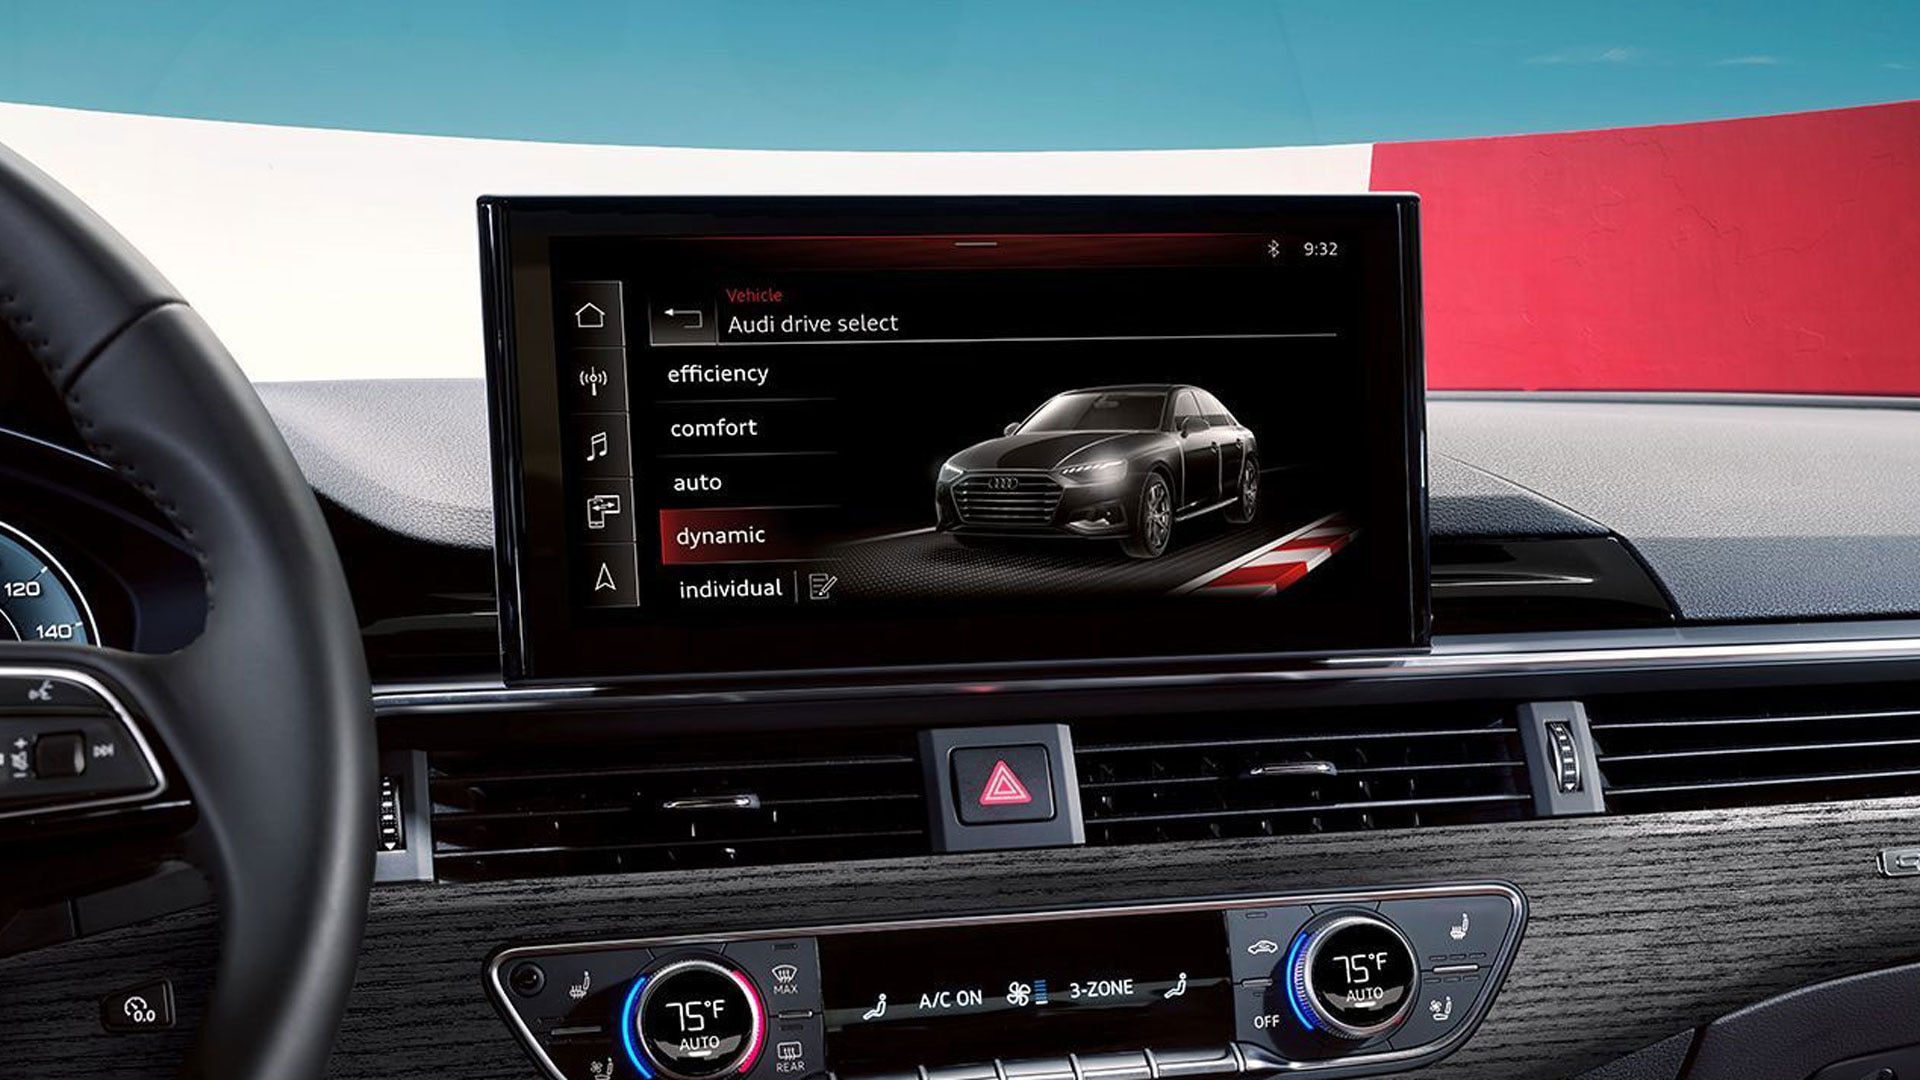 9:32
Vehicle
Audi drive select
efficiency
comfort
auto
dynamic
individual
120
140
0.0
75°F
AUTO
MAX
REAR
A/C ON
3-ZONE
OFF
75°F
AUTO